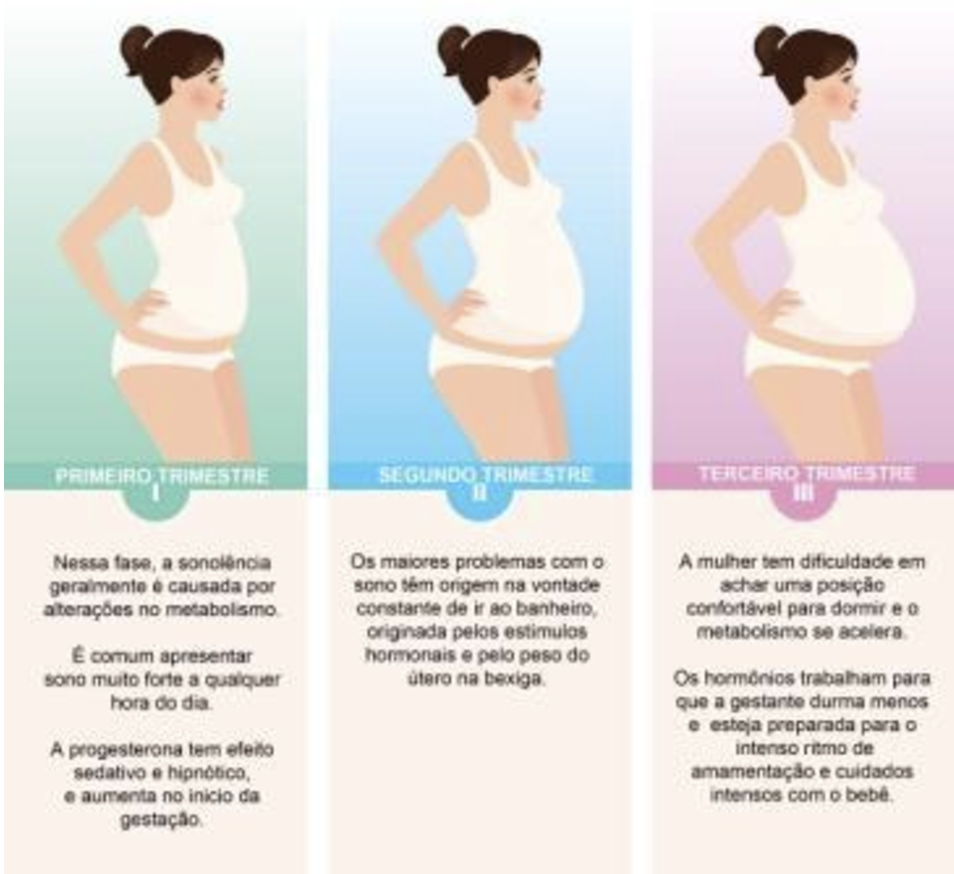 PRIMEIRO TRIMESTRE
I
Nessa fase, a sonolência
geralmente é causada por
alterações no metabolismo.
É comum apresentar
sono muito forte a qualquer
hora do dia.
A progesterona tem efeito
sedativo e hipnótico,
e aumenta no inicio da
gestação.
SEGUNDO TRIMESTRE
II
Os maiores problemas com o
sono têm origem na vontade
constante de ir ao banheiro,
originada pelos estimulos
hormonais e pelo peso do
útero na bexiga.
TERCEIRO TRIMESTRE
III
A mulher tem dificuldade em
achar uma posição
confortável para dormir e o
metabolismo se acelera.
Os hormônios trabalham para
que a gestante durma menos
e esteja preparada para o
intenso ritmo de
amamentação e cuidados
intensos com o bebê.